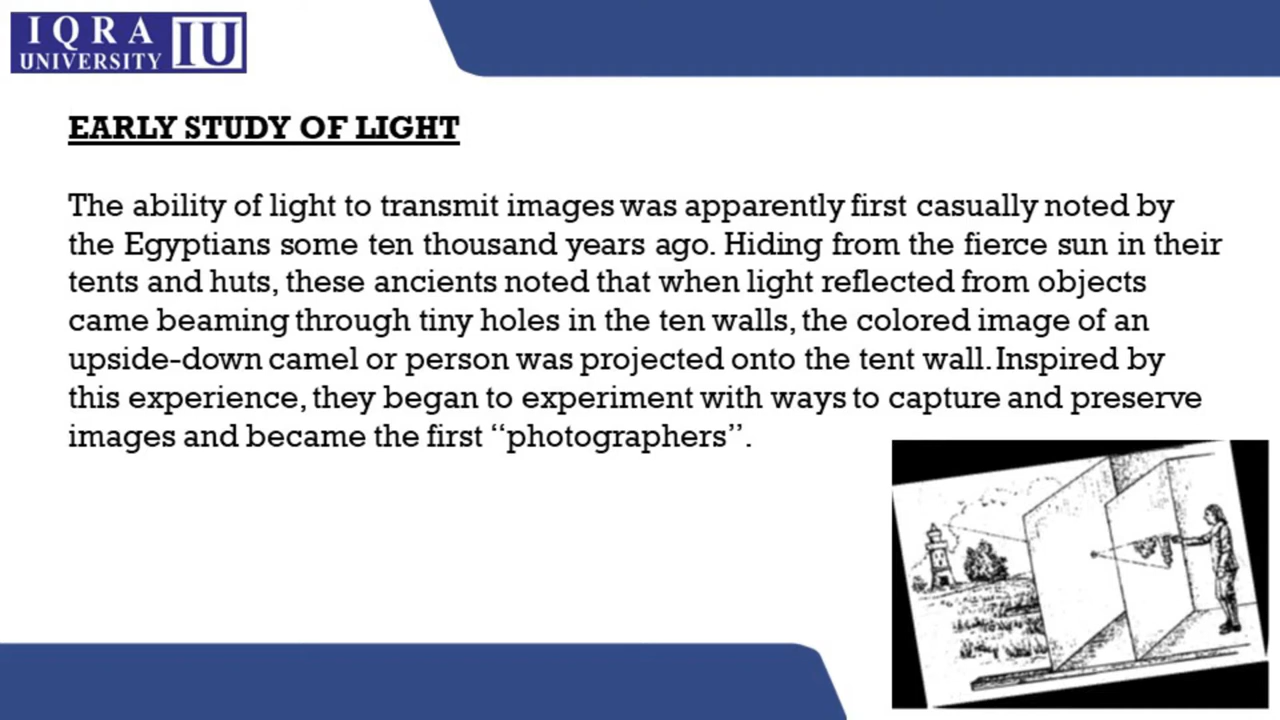 IQRA
UNIVERSITY IU
EARLY STUDY OF LIGHT
The ability of light to transmit images was apparently first casually noted by
the Egyptians some ten thousand years ago. Hiding from the fierce sun in their
tents and huts, these ancients noted that when light reflected from objects
came beaming through tiny holes in the ten walls, the colored image of an
upside-down camel or person was projected onto the tent wall. Inspired by
this experience, they began to experiment with ways to capture and preserve
images and became the first “photographers”.